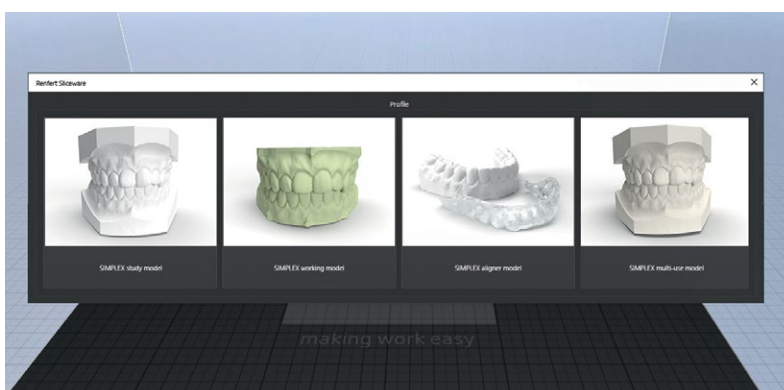 Renfert Sliceware
Profile
SIMPLEX study model
SIMPLEX working model
SIMPLEX aligner model
SIMPLEX multi-use model
making work easy